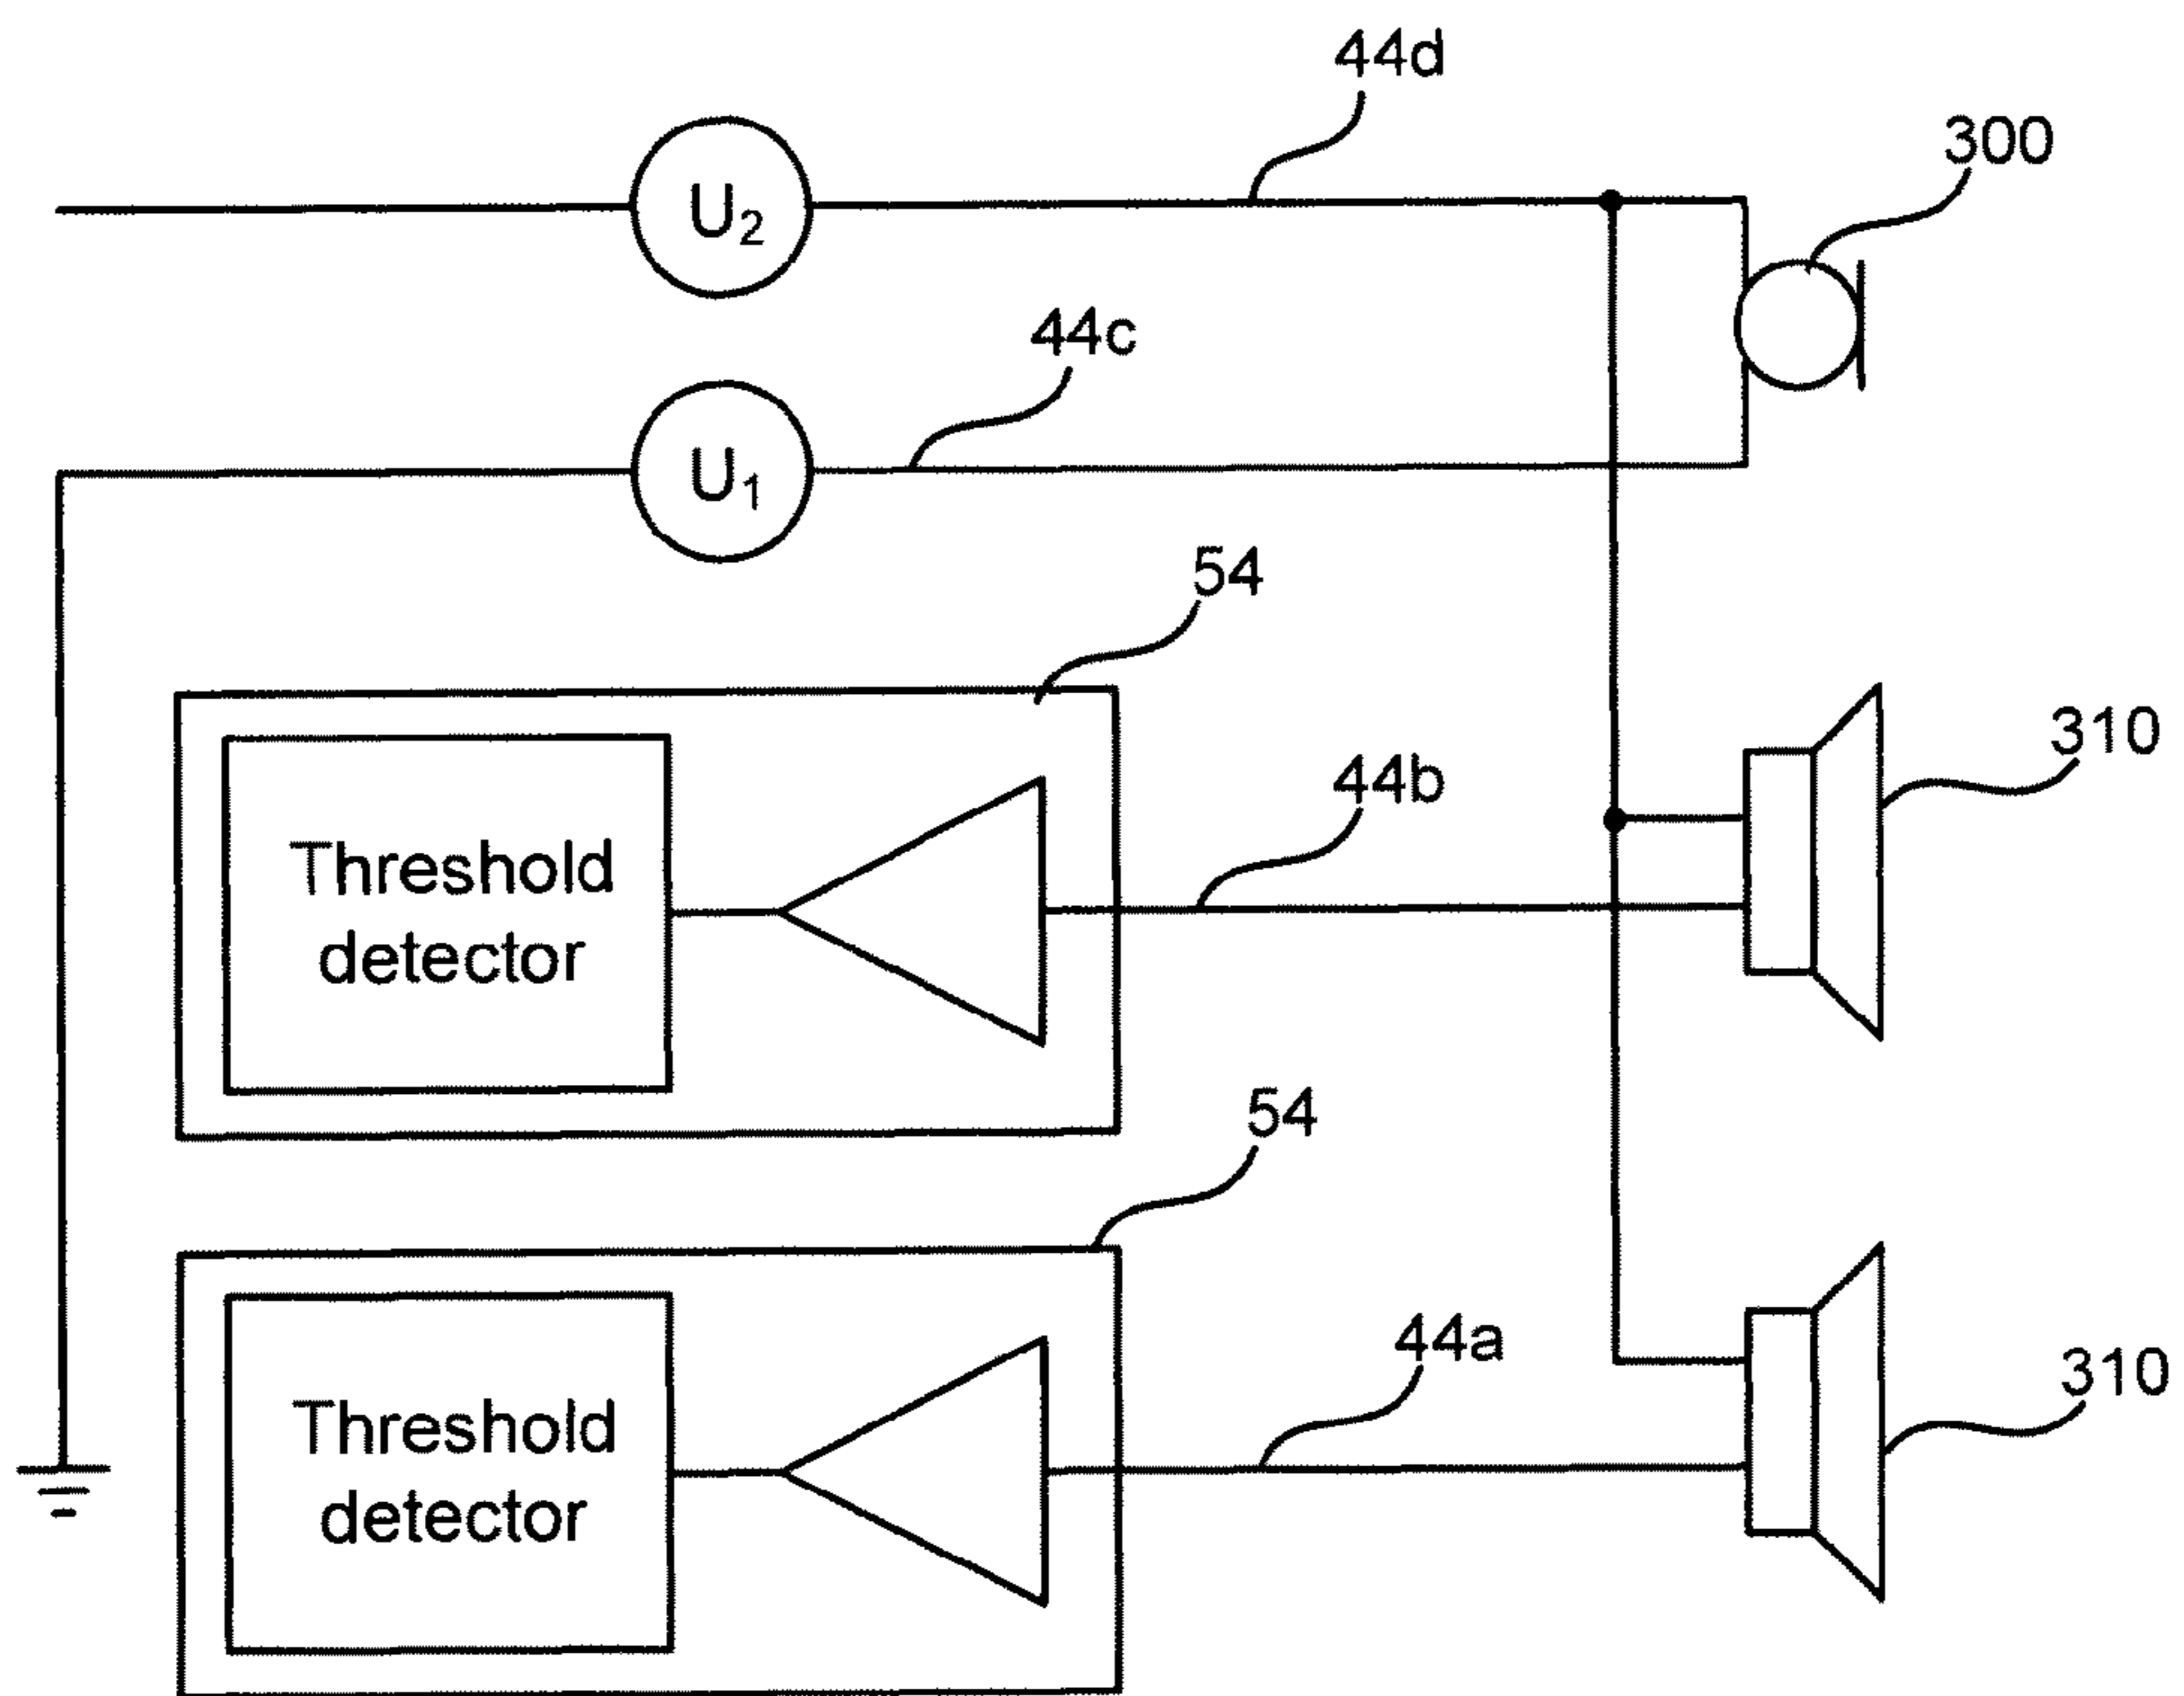 44d
300
U₂
44c
U₁
54
310
44b
Threshold
detector
54
44a
310
Threshold
detector